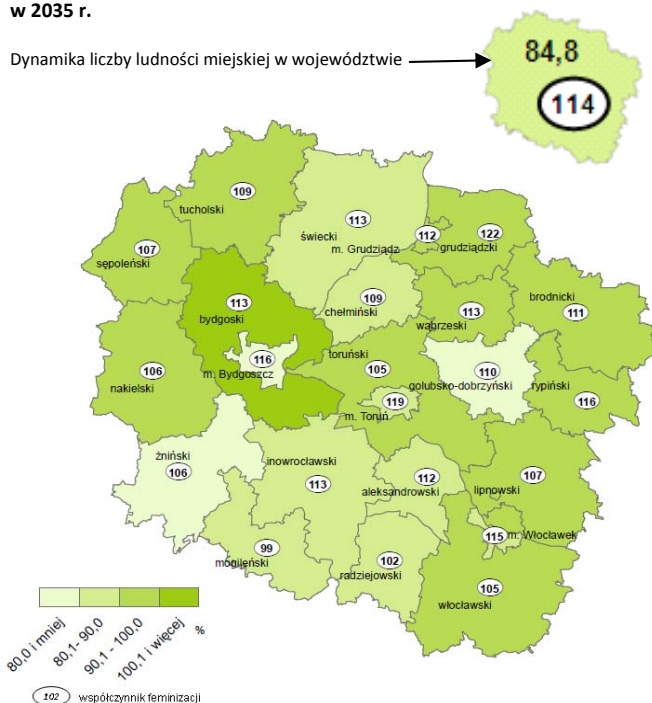 w 2035 r.
Dynamika liczby ludności miejskiej w województwie
84,8
114
109
tucholski
113
świecki
m. Grudziądz
112
122
grudziądzki
107
sępoleński
113
bydgoski
109
chełmiński
113
wąbrzeski
brodnicki
111
106
nakielski
116
m. Bydgoszcz
toruński
105
110
golubsko-dobrzyński
rypiński
116
119
m. Toruń
żniński
106
inowrocławski
113
112
aleksandrowski
107
lipnowski
115
m. Włocławek
99
mogileński
102
radziejowski
105
włocławski
80,0 i mniej
80,1- 90,0
90,1 - 100,0
100,1 i więcej
%
102 współczynnik feminizacji